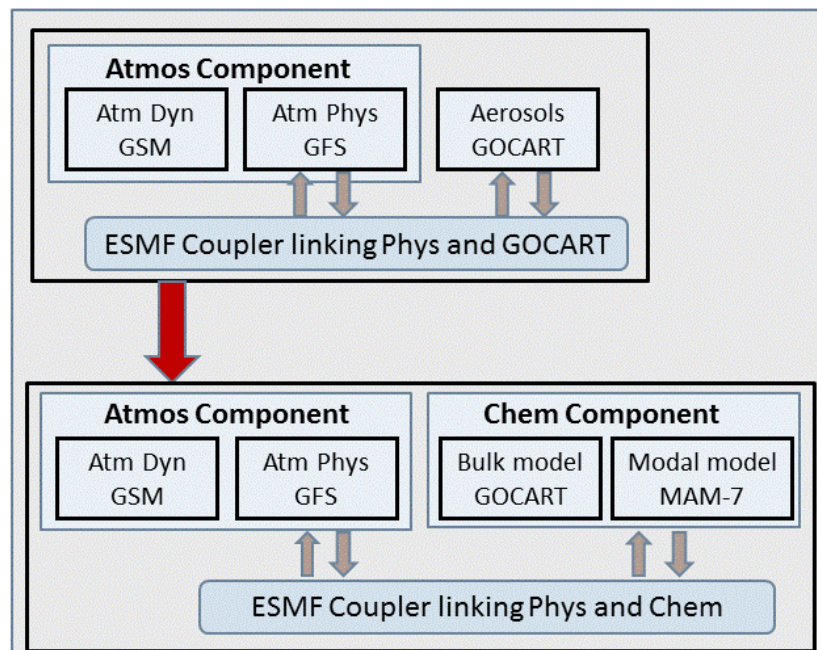 Atmos Component
Atm Dyn
GSM
Atm Phys
GFS
Aerosols
GOCART
ESMF Coupler linking Phys and GOCART
Atmos Component
Atm Dyn
GSM
Atm Phys
GFS
Chem Component
Bulk model
GOCART
Modal model
MAM-7
ESMF Coupler linking Phys and Chem